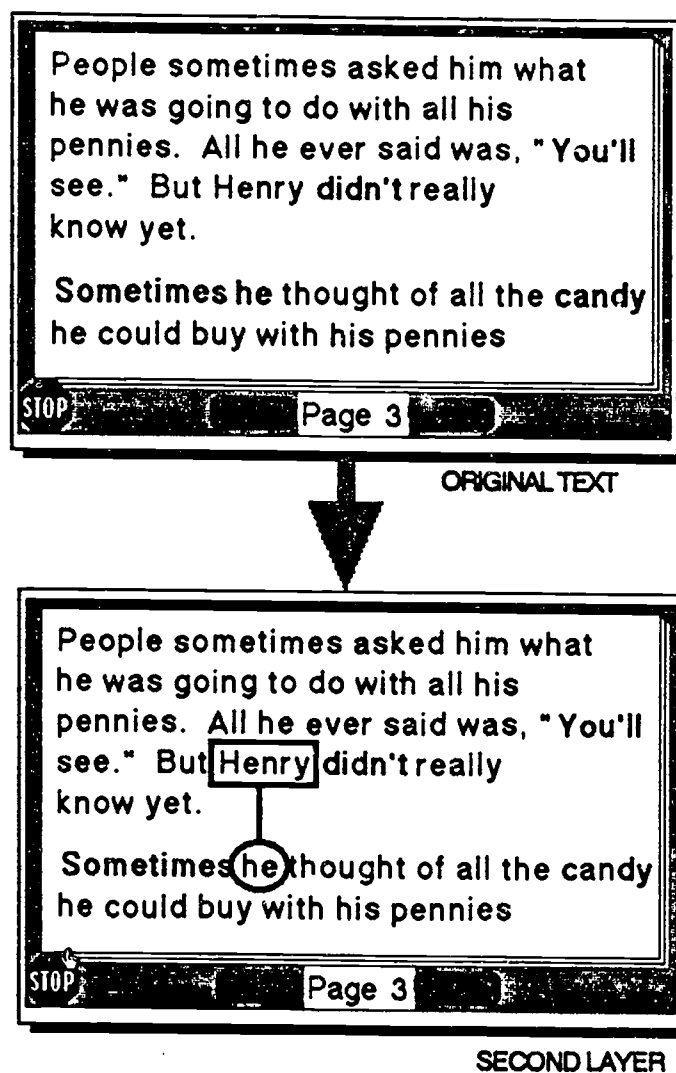 People sometimes asked him what
he was going to do with all his
pennies. All he ever said was, "You'll
see." But Henry didn't really
know yet.
Sometimes he thought of all the candy
he could buy with his pennies
STOP
Page 3
ORIGINAL TEXT
People sometimes asked him what
he was going to do with all his
pennies. All he ever said was, "You'll
see." But Henry didn't really
know yet.
Sometimes he thought of all the candy
he could buy with his pennies
STOP
Page 3
SECOND LAYER